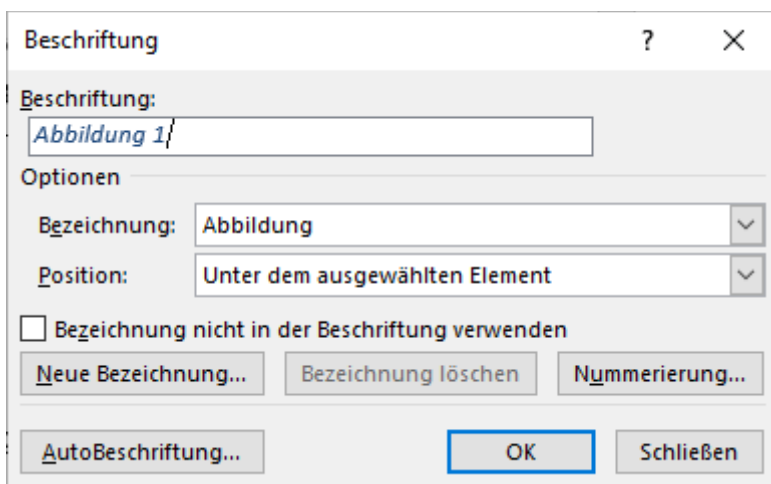 Beschriftung ?
Beschriftung:
Abbildung 1
Optionen
Bezeichnung: Abbildung
Position: Unter dem ausgewählten Element
Bezeichnung nicht in der Beschriftung verwenden
Neue Bezeichnung... Bezeichnung löschen Nummerierung...
AutoBeschriftung... OK Schließen